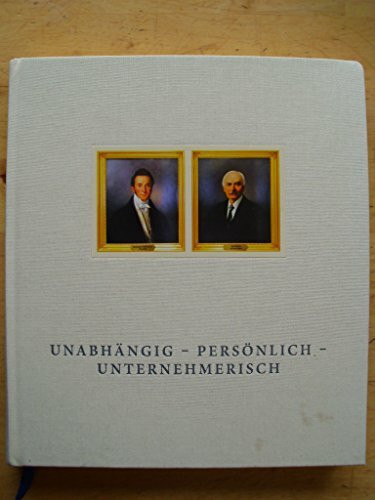 UNABHÄNGIG – PERSÖNLICH –
UNTERNEHMERISCH